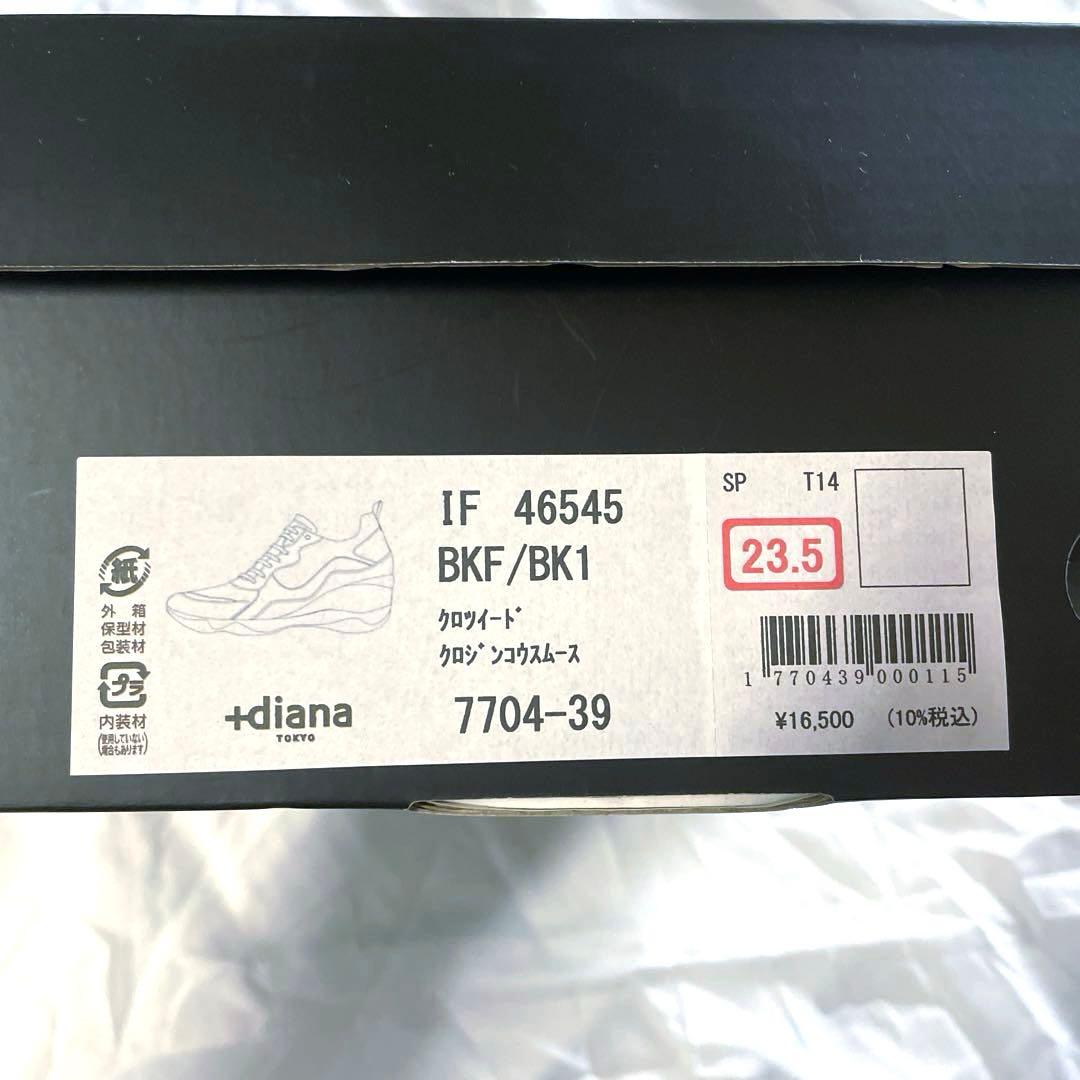 紙
外 箱
保型材
包装材
プラ
内装材
(使用していない
場合もあります)
+diana
TOKYO
IF 46545
BKF/BK1
ｸﾛﾂｲｰﾄﾞ
ｸﾛｼﾞﾝｺｳｽﾑｰｽ
7704-39
SP T14
23.5
1 770439 000115
¥16,500 (10%税込)